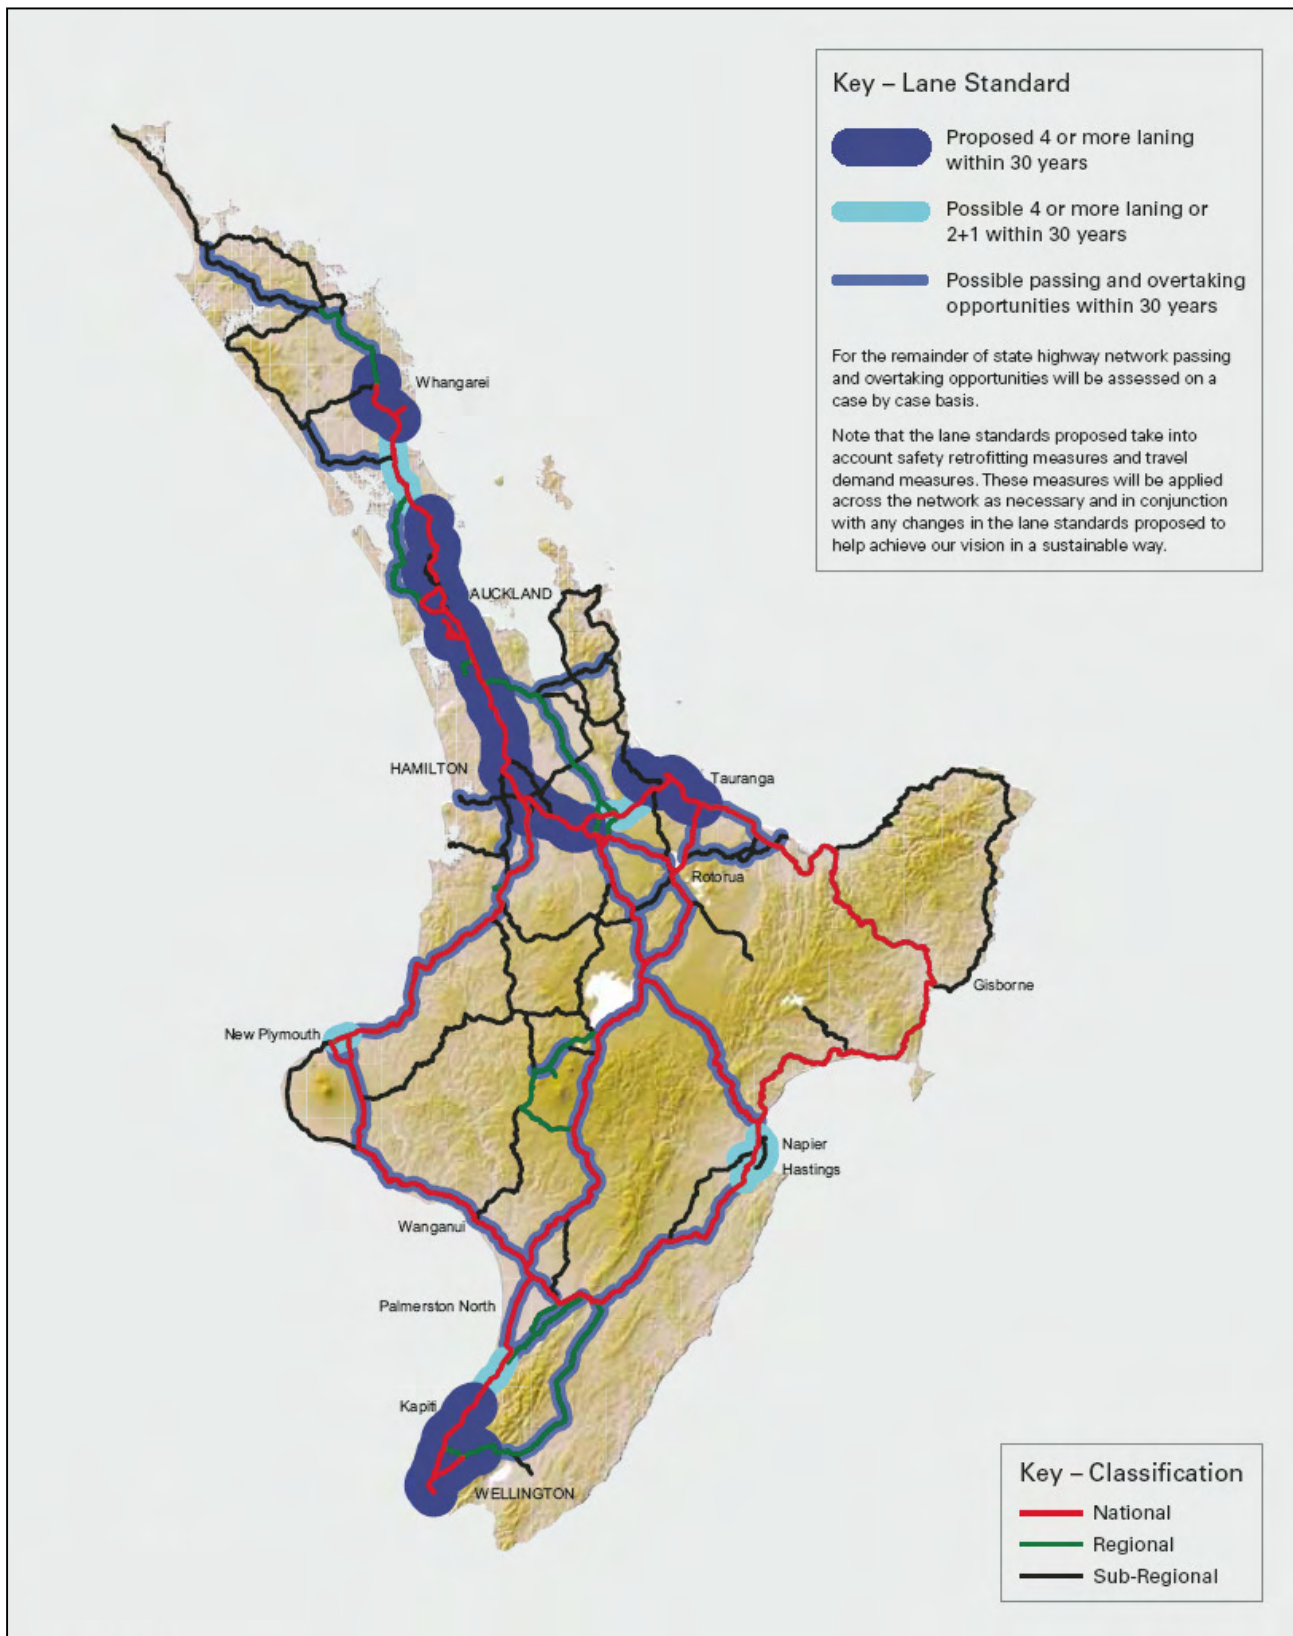 Key – Lane Standard
Proposed 4 or more laning
within 30 years
Possible 4 or more laning or
2+1 within 30 years
Possible passing and overtaking
opportunities within 30 years
For the remainder of state highway network passing
and overtaking opportunities will be assessed on a
case by case basis.
Note that the lane standards proposed take into
account safety retrofitting measures and travel
demand measures. These measures will be applied
across the network as necessary and in conjunction
with any changes in the lane standards proposed to
help achieve our vision in a sustainable way.
Whangarei
AUCKLAND
HAMILTON
Tauranga
Rotorua
Gisborne
New Plymouth
Napier
Hastings
Wanganui
Palmerston North
Kapiti
WELLINGTON
Key – Classification
National
Regional
Sub-Regional